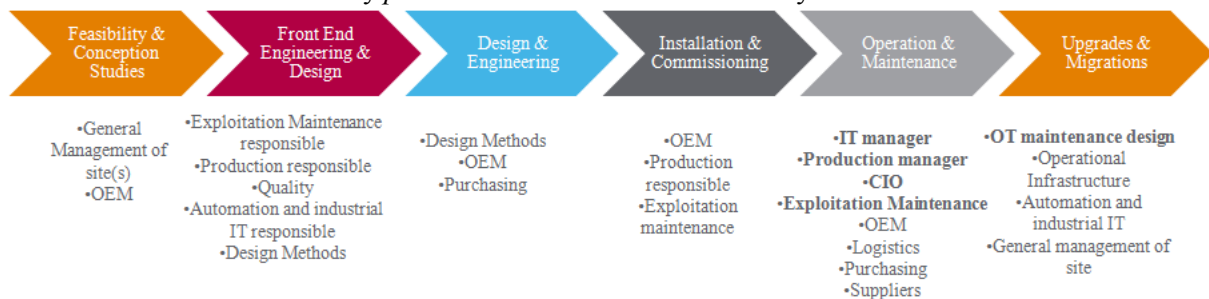 Feasibility &
Conception
Studies
Front End
Engineering &
Design
Design &
Engineering
Installation &
Commissioning
Operation &
Maintenance
Upgrades &
Migrations
•General
Management of
site(s)
•OEM
•Exploitation Maintenance
responsible
•Production responsible
•Quality
•Automation and industrial
IT responsible
•Design Methods
•Design Methods
•OEM
•Purchasing
•OEM
•Production
responsible
•Exploitation
maintenance
•IT manager
•Production manager
•CIO
•Exploitation Maintenance
•OEM
•Logistics
•Purchasing
•Suppliers
•OT maintenance design
•Operational
Infrastructure
•Automation and
industrial IT
•General management of
site